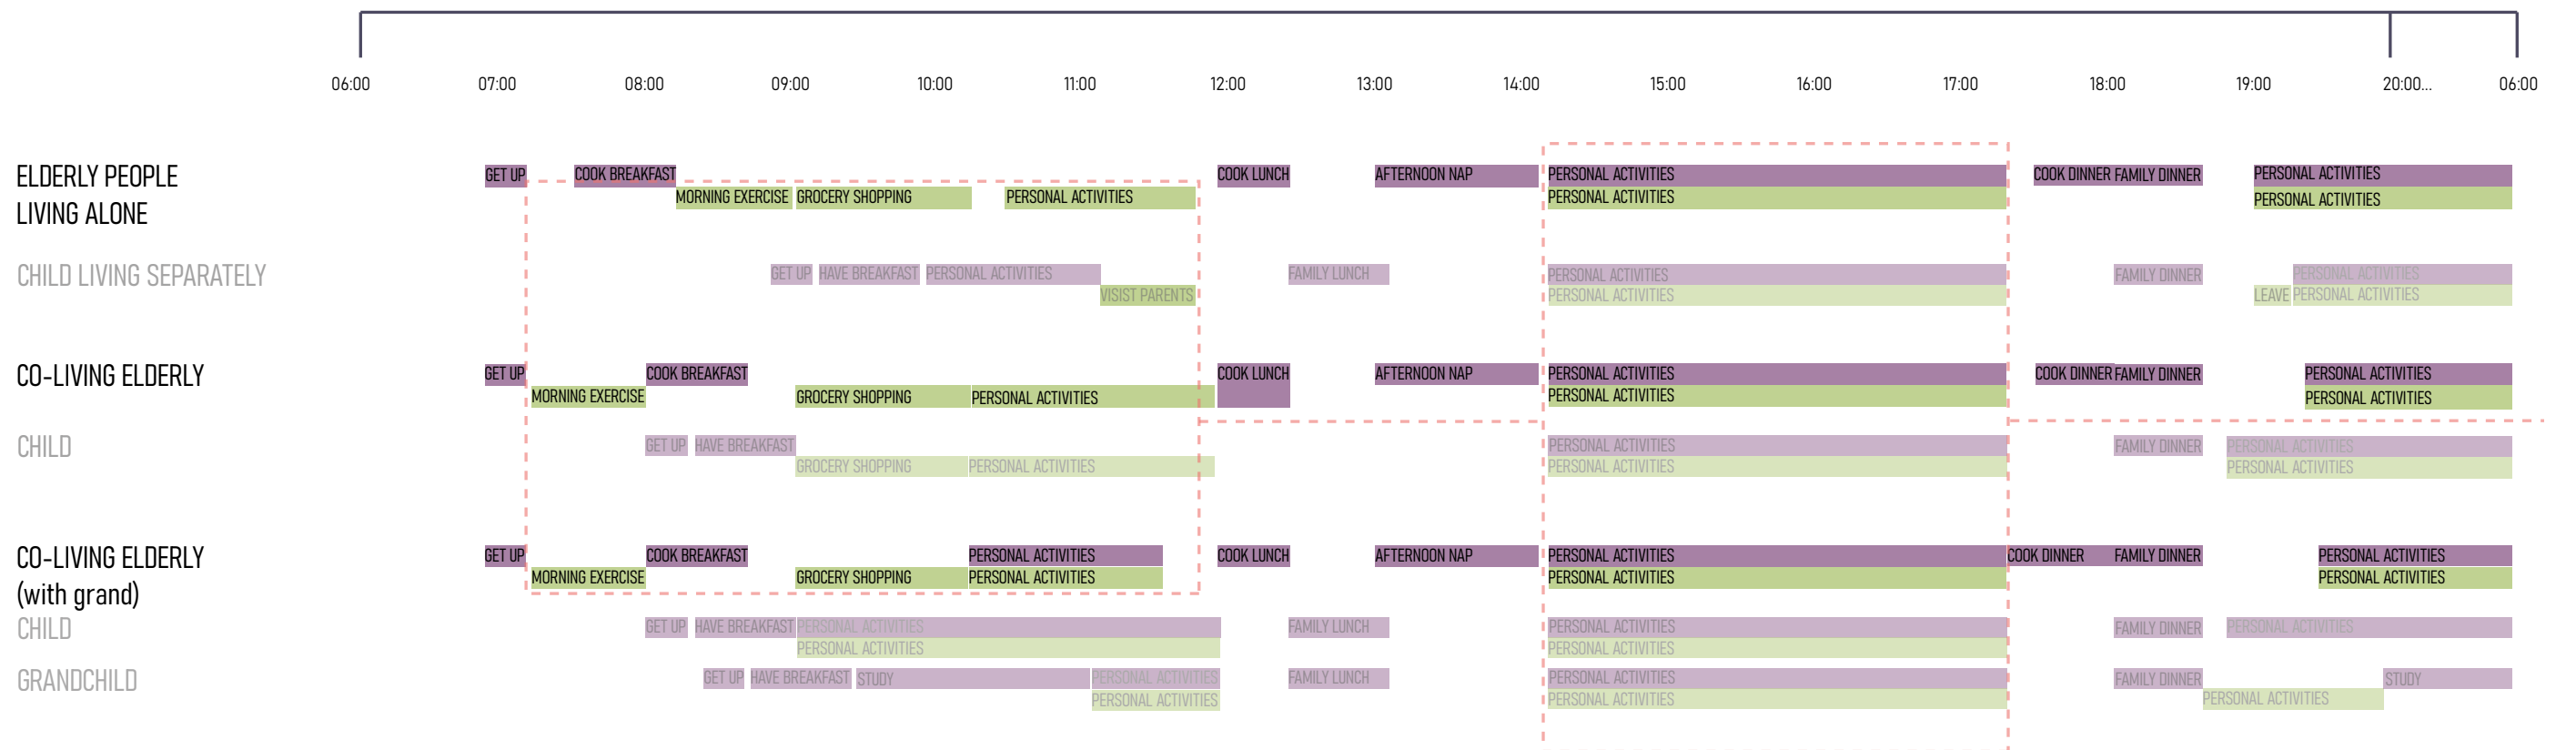 06:00 07:00 08:00 09:00 10:00 11:00 12:00 13:00 14:00 15:00 16:00 17:00 18:00 19:00 20:00... 06:00
ELDERLY PEOPLE
LIVING ALONE
GET UP COOK BREAKFAST COOK LUNCH AFTERNOON NAP PERSONAL ACTIVITIES COOK DINNER FAMILY DINNER PERSONAL ACTIVITIES
MORNING EXERCISE GROCERY SHOPPING PERSONAL ACTIVITIES PERSONAL ACTIVITIES PERSONAL ACTIVITIES
CHILD LIVING SEPARATELY
GET UP HAVE BREAKFAST PERSONAL ACTIVITIES FAMILY LUNCH PERSONAL ACTIVITIES FAMILY DINNER PERSONAL ACTIVITIES
VISIST PARENTS PERSONAL ACTIVITIES LEAVE PERSONAL ACTIVITIES
CO-LIVING ELDERLY
GET UP COOK BREAKFAST COOK LUNCH AFTERNOON NAP PERSONAL ACTIVITIES COOK DINNER FAMILY DINNER PERSONAL ACTIVITIES
MORNING EXERCISE GROCERY SHOPPING PERSONAL ACTIVITIES PERSONAL ACTIVITIES PERSONAL ACTIVITIES
CHILD
GET UP HAVE BREAKFAST PERSONAL ACTIVITIES FAMILY DINNER PERSONAL ACTIVITIES
GROCERY SHOPPING PERSONAL ACTIVITIES PERSONAL ACTIVITIES PERSONAL ACTIVITIES
CO-LIVING ELDERLY
(with grand)
GET UP COOK BREAKFAST PERSONAL ACTIVITIES COOK LUNCH AFTERNOON NAP PERSONAL ACTIVITIES COOK DINNER FAMILY DINNER PERSONAL ACTIVITIES
MORNING EXERCISE GROCERY SHOPPING PERSONAL ACTIVITIES PERSONAL ACTIVITIES PERSONAL ACTIVITIES
CHILD
GET UP HAVE BREAKFAST PERSONAL ACTIVITIES FAMILY LUNCH PERSONAL ACTIVITIES FAMILY DINNER PERSONAL ACTIVITIES
PERSONAL ACTIVITIES PERSONAL ACTIVITIES
GRANDCHILD
GET UP HAVE BREAKFAST STUDY PERSONAL ACTIVITIES FAMILY LUNCH PERSONAL ACTIVITIES FAMILY DINNER STUDY
PERSONAL ACTIVITIES PERSONAL ACTIVITIES PERSONAL ACTIVITIES